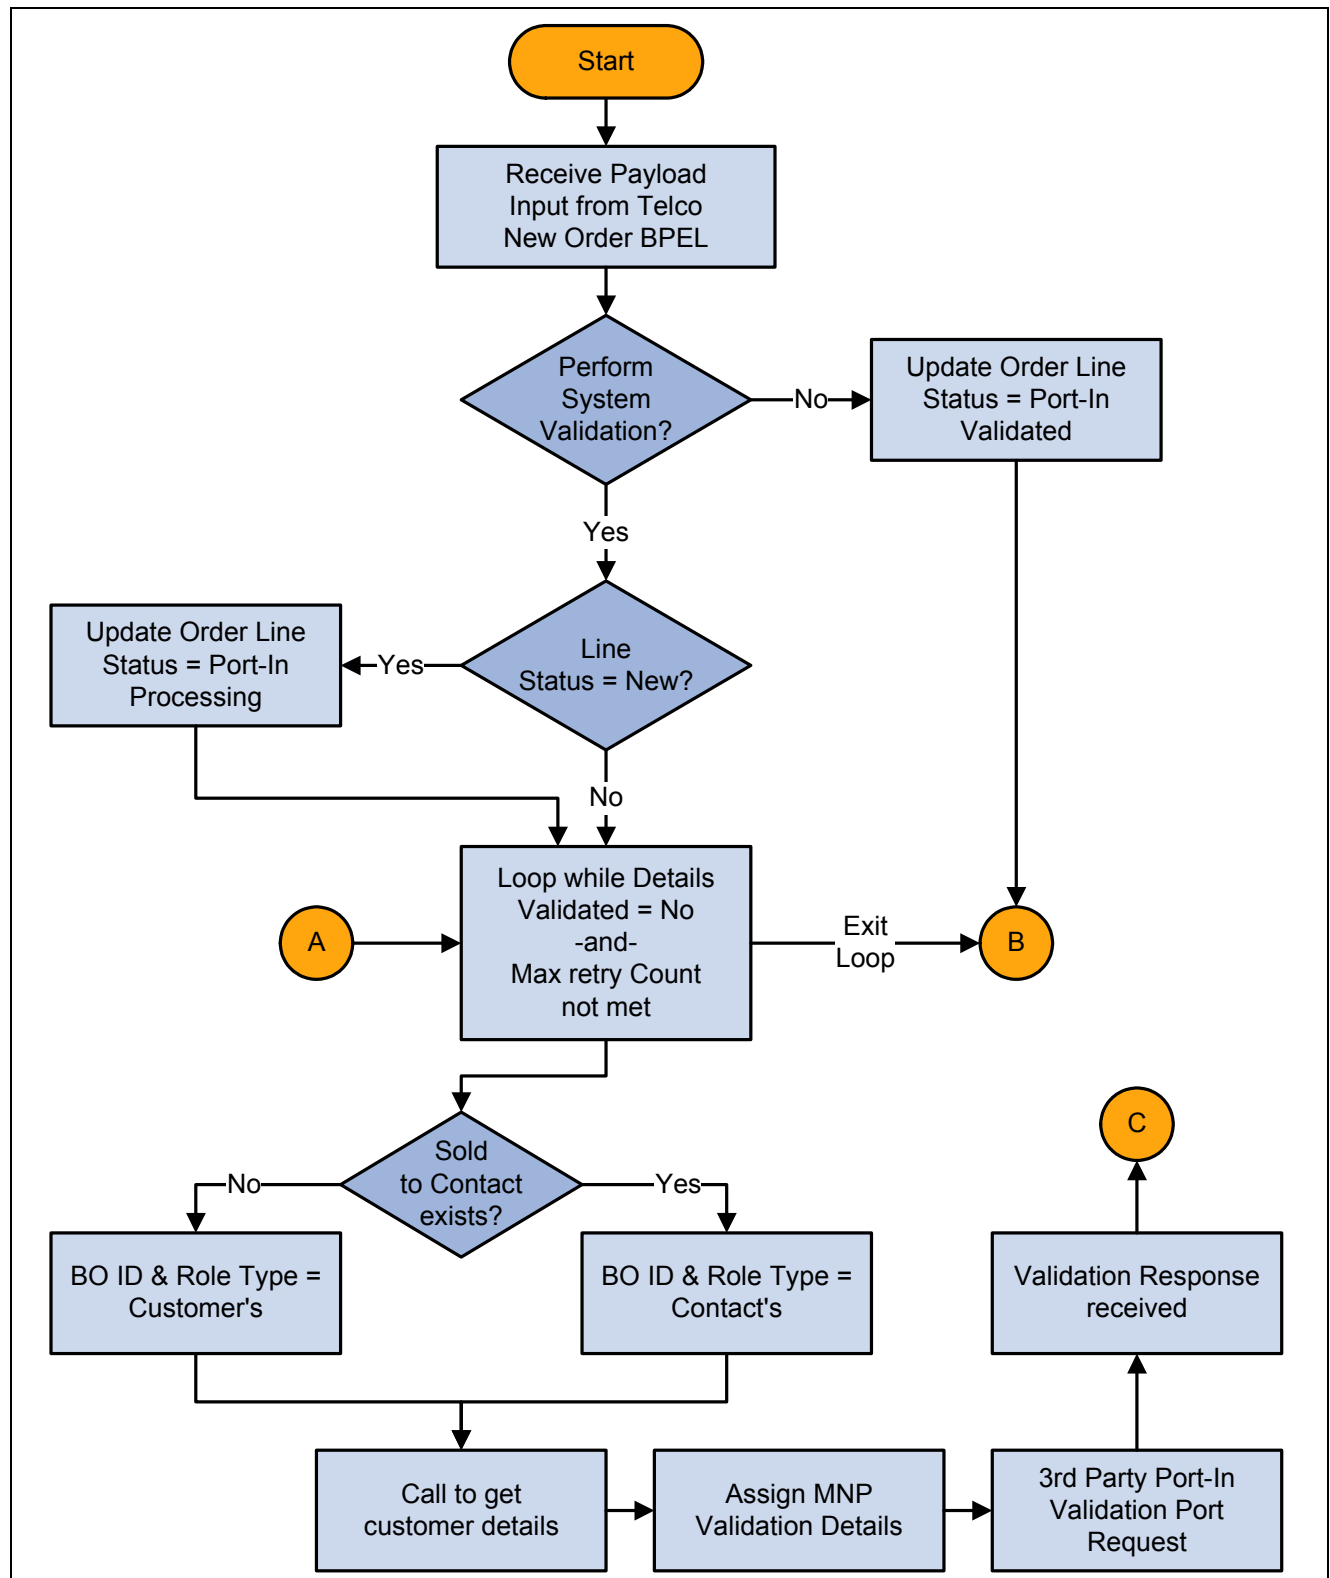 Start
Receive Payload
Input from Telco
New Order BPEL
Perform
System
Validation?
No
Update Order Line
Status = Port-In
Validated
Yes
Update Order Line
Status = Port-In
Processing
Yes
Line
Status = New?
No
A
Loop while Details
Validated = No
-and-
Max retry Count
not met
Exit
Loop
B
Sold
to Contact
exists?
No
Yes
C
BO ID & Role Type =
Customer's
BO ID & Role Type =
Contact's
Validation Response
received
Call to get
customer details
Assign MNP
Validation Details
3rd Party Port-In
Validation Port
Request